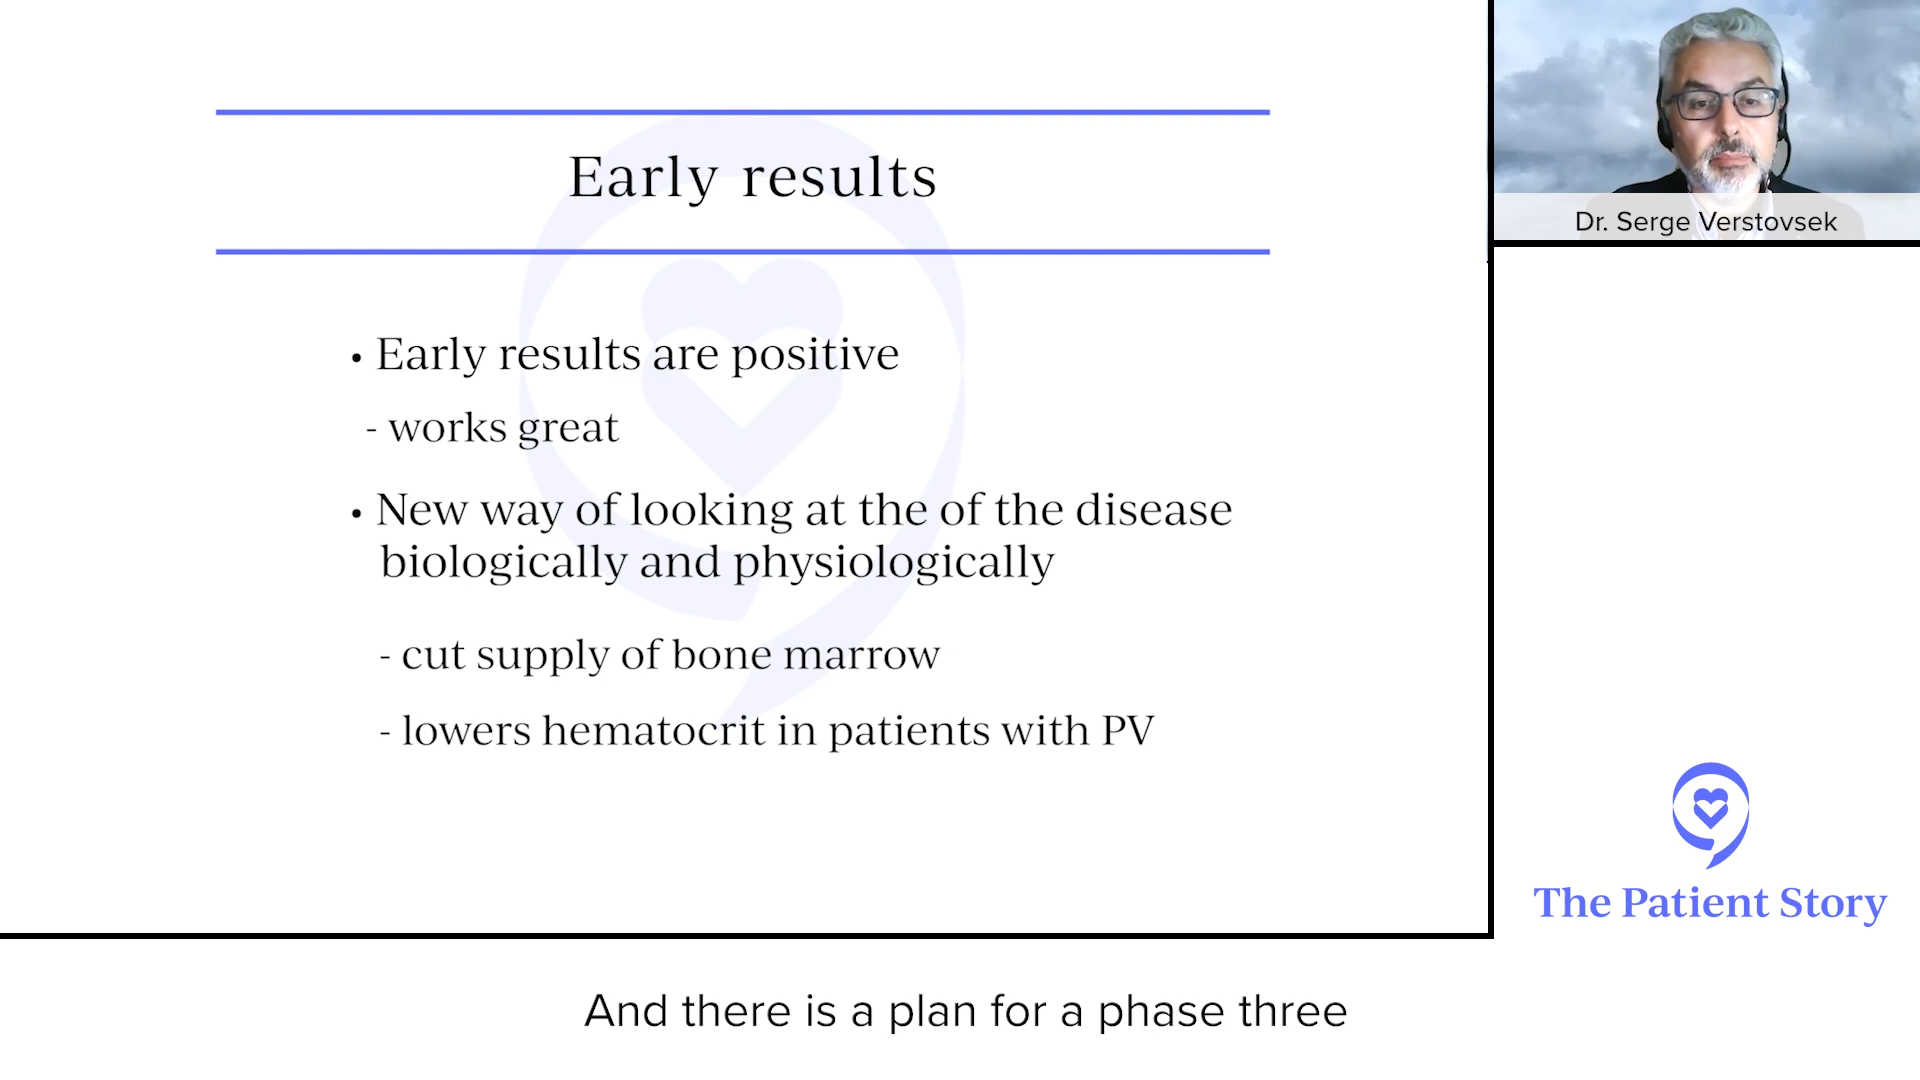 Early results
• Early results are positive
- works great
• New way of looking at the of the disease
biologically and physiologically
- cut supply of bone marrow
- lowers hematocrit in patients with PV
Dr. Serge Verstovsek
The Patient Story
And there is a plan for a phase three